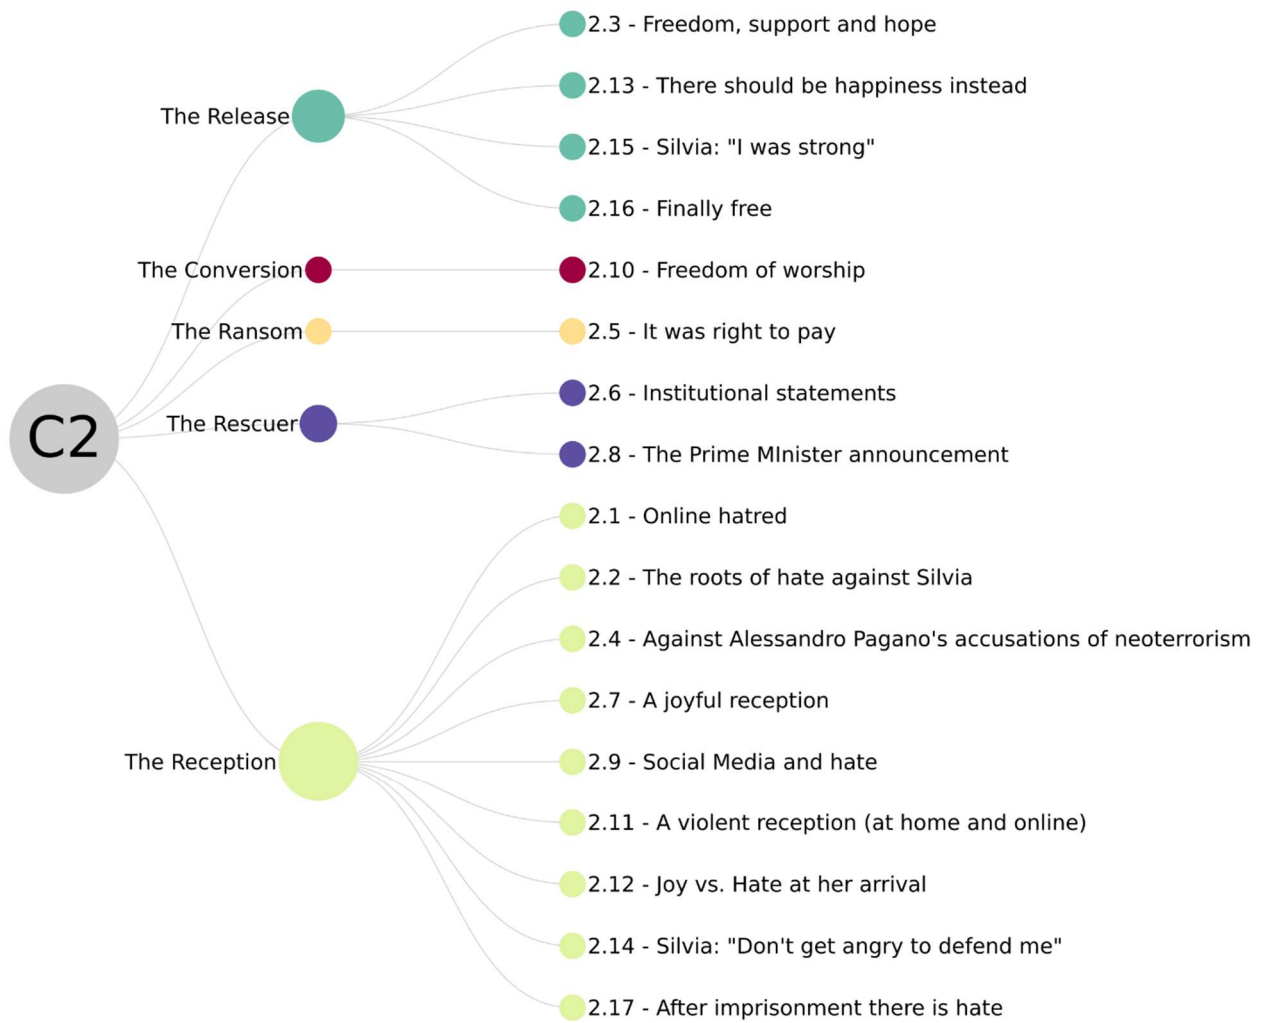 C2
The Release
2.3 - Freedom, support and hope
2.13 - There should be happiness instead
2.15 - Silvia: "I was strong"
2.16 - Finally free
The Conversion
2.10 - Freedom of worship
The Ransom
2.5 - It was right to pay
The Rescuer
2.6 - Institutional statements
2.8 - The Prime MInister announcement
The Reception
2.1 - Online hatred
2.2 - The roots of hate against Silvia
2.4 - Against Alessandro Pagano's accusations of neoterrorism
2.7 - A joyful reception
2.9 - Social Media and hate
2.11 - A violent reception (at home and online)
2.12 - Joy vs. Hate at her arrival
2.14 - Silvia: "Don't get angry to defend me"
2.17 - After imprisonment there is hate